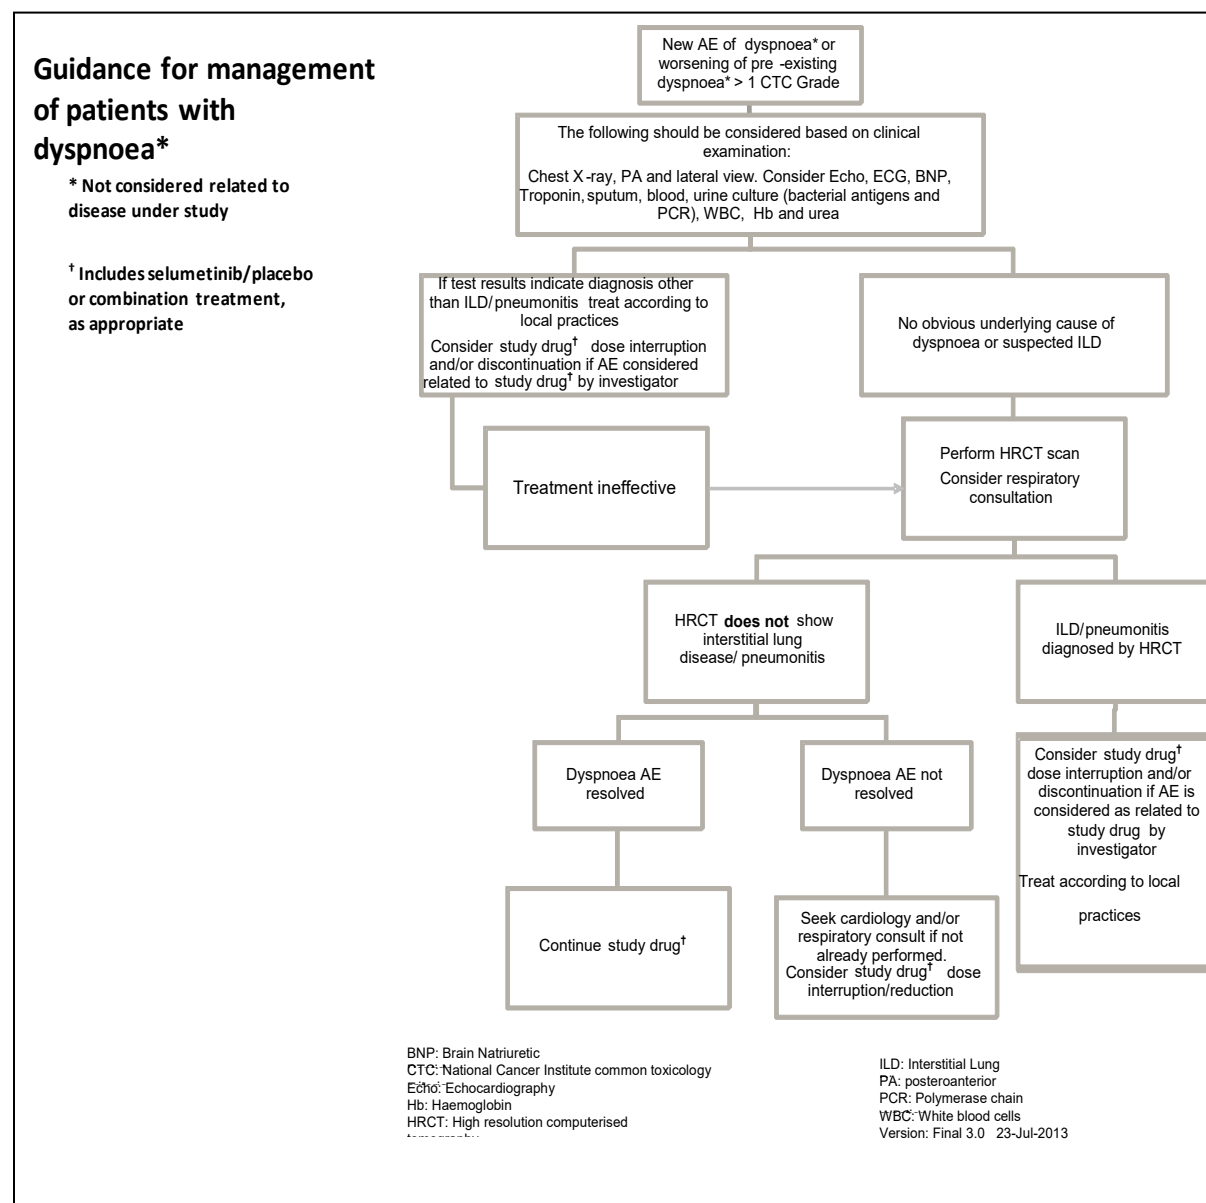 Guidance for management
of patients with
dyspnoea*
* Not considered related to
disease under study
† Includes selumetinib/placebo
or combination treatment,
as appropriate
New AE of dyspnoea* or
worsening of pre -existing
dyspnoea* > 1 CTC Grade
The following should be considered based on clinical
examination:
Chest X -ray, PA and lateral view. Consider Echo, ECG, BNP,
Troponin, sputum, blood, urine culture (bacterial antigens and
PCR), WBC, Hb and urea
If test results indicate diagnosis other
than ILD/pneumonitis treat according to
local practices
Consider study drug† dose interruption
and/or discontinuation if AE considered
related to study drug† by investigator
No obvious underlying cause of
dyspnoea or suspected ILD
Treatment ineffective
Perform HRCT scan
Consider respiratory
consultation
HRCT does not show
interstitial lung
disease/ pneumonitis
ILD/pneumonitis
diagnosed by HRCT
Dyspnoea AE
resolved
Dyspnoea AE not
resolved
Consider study drug†
dose interruption and/or
discontinuation if AE is
considered as related to
study drug by
investigator
Treat according to local
practices
Continue study drug†
Seek cardiology and/or
respiratory consult if not
already performed.
Consider study drug† dose
interruption/reduction
BNP: Brain Natriuretic
CTC: National Cancer Institute common toxicology
Echo: Echocardiography
Hb: Haemoglobin
HRCT: High resolution computerised
ILD: Interstitial Lung
PA: posteroanterior
PCR: Polymerase chain
WBC: White blood cells
Version: Final 3.0 23-Jul-2013